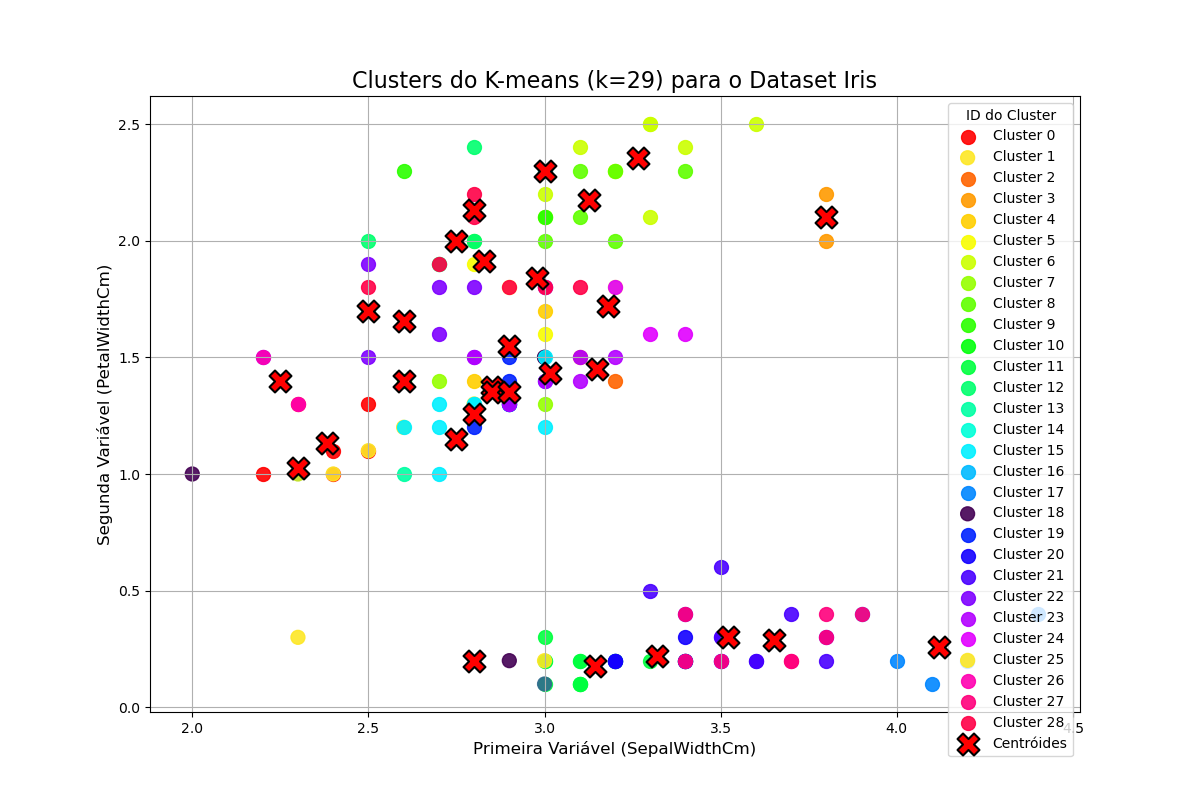 Clusters do K-means (k=29) para o Dataset Iris
Segunda Variável (PetalWidthCm)
2.5
2.0
1.5
1.0
0.5
0.0
2.0
2.5
3.0
3.5
4.0
4.5
Primeira Variável (SepalWidthCm)
ID do Cluster
Cluster 0
Cluster 1
Cluster 2
Cluster 3
Cluster 4
Cluster 5
Cluster 6
Cluster 7
Cluster 8
Cluster 9
Cluster 10
Cluster 11
Cluster 12
Cluster 13
Cluster 14
Cluster 15
Cluster 16
Cluster 17
Cluster 18
Cluster 19
Cluster 20
Cluster 21
Cluster 22
Cluster 23
Cluster 24
Cluster 25
Cluster 26
Cluster 27
Cluster 28
Centróides